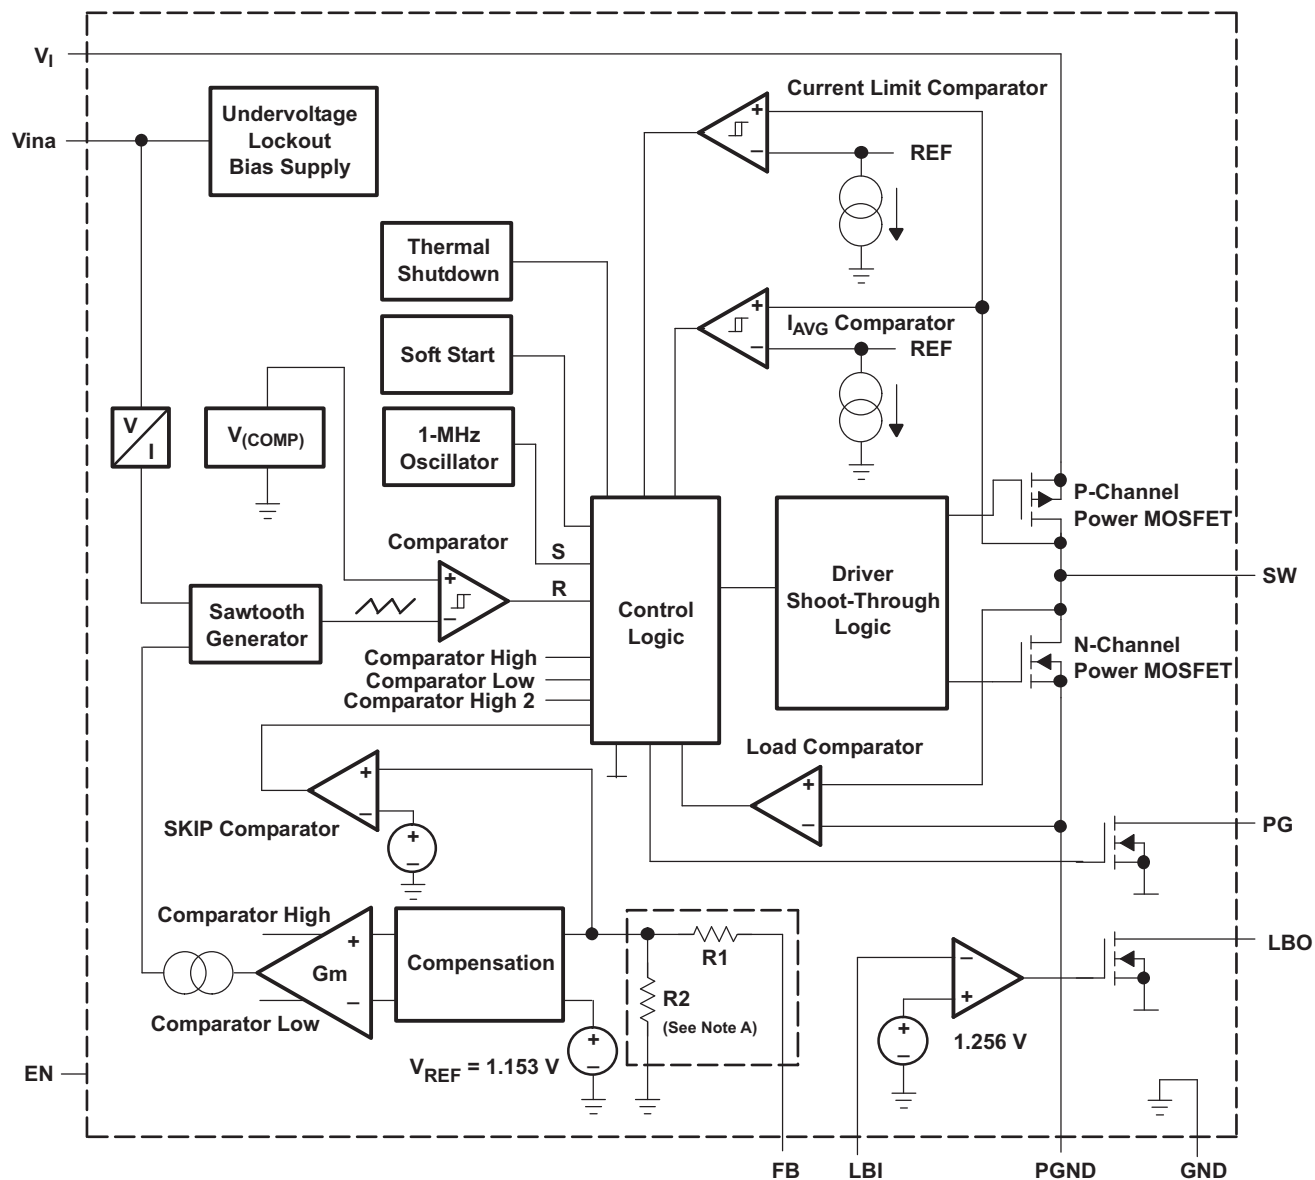 V_I
Current Limit Comparator
Undervoltage
Lockout
Bias Supply
Vina
+
−
REF
Thermal
Shutdown
+
I_AVG Comparator
−
REF
Soft Start
V
I
V(COMP)
1-MHz
Oscillator
P-Channel
Power MOSFET
Comparator
S
R
+
−
SW
Sawtooth
Generator
Control
Logic
Driver
Shoot-Through
Logic
N-Channel
Power MOSFET
Comparator High
Comparator Low
Comparator High 2
Load Comparator
+
−
+
−
SKIP Comparator
+
−
PG
Comparator High
+
Gm
−
Comparator Low
Compensation
R1
R2
(See Note A)
V_REF = 1.153 V
+
−
LBO
−
+
+
−
1.256 V
EN
FB
LBI
PGND
GND